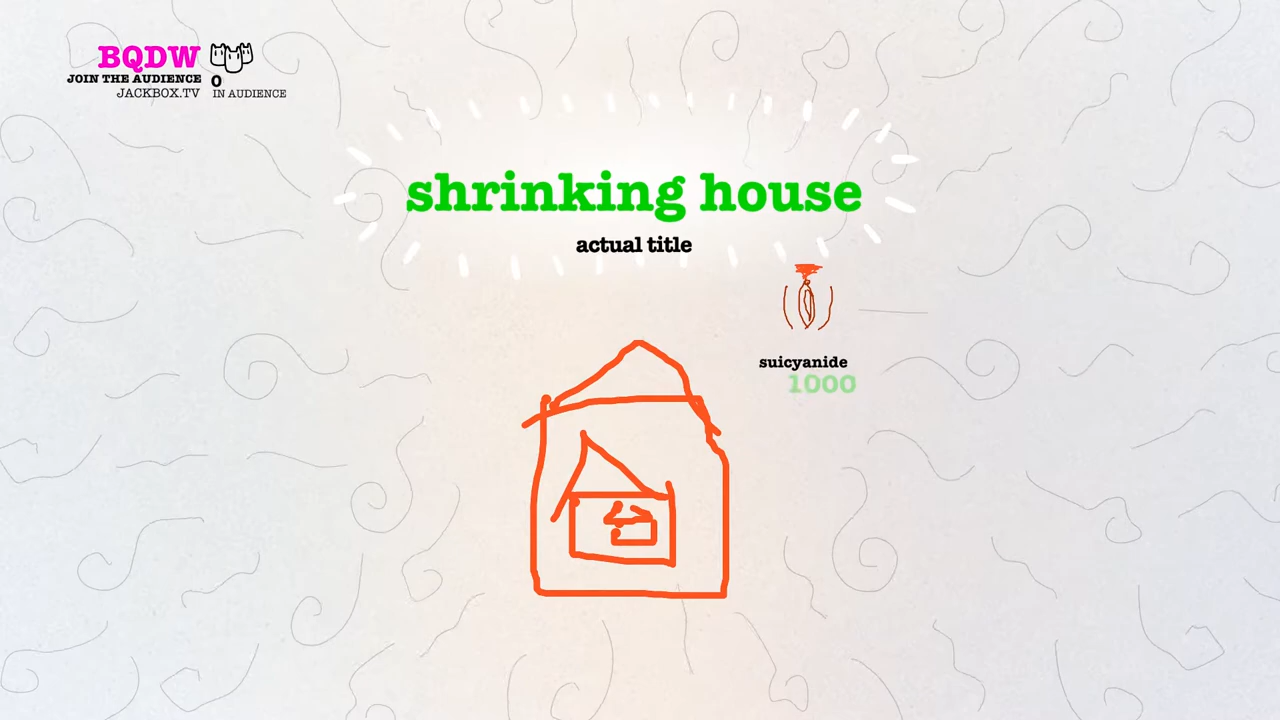 BQDW
JOIN THE AUDIENCE 0
JACKBOX.TV IN AUDIENCE
shrinking house
actual title
suicyanide
1000